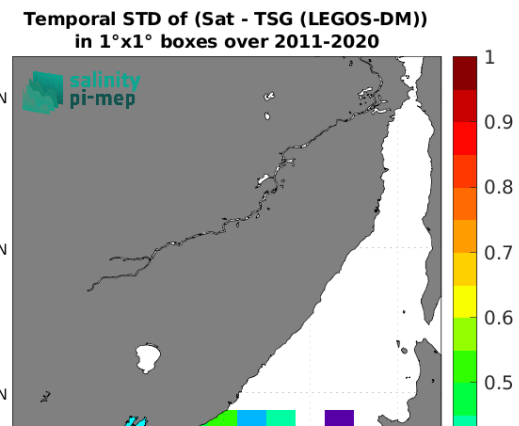 Temporal STD of (Sat - TSG (LEGOS-DM))
in 1°x1° boxes over 2011-2020
salinity
pi-mep
1
N
0.9
0.8
N
0.7
0.6
N
0.5